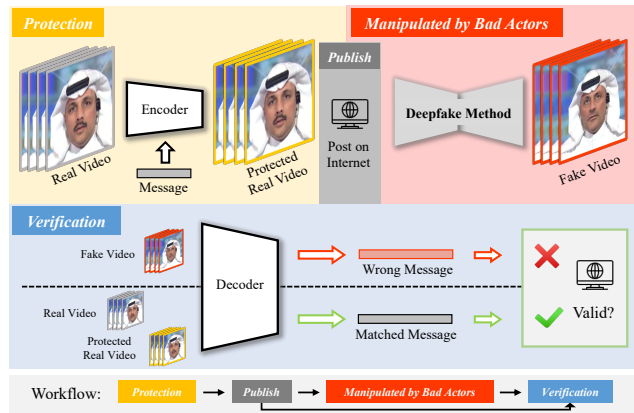 Protection
Manipulated by Bad Actors
Publish
Encoder
Deepfake Method
Post on
Internet
Real Video
Message
Protected
Real Video
Fake Video
Verification
Fake Video
Wrong Message
Decoder
Real Video
Protected
Real Video
Matched Message
Valid?
Workflow: Protection Publish Manipulated by Bad Actors Verification